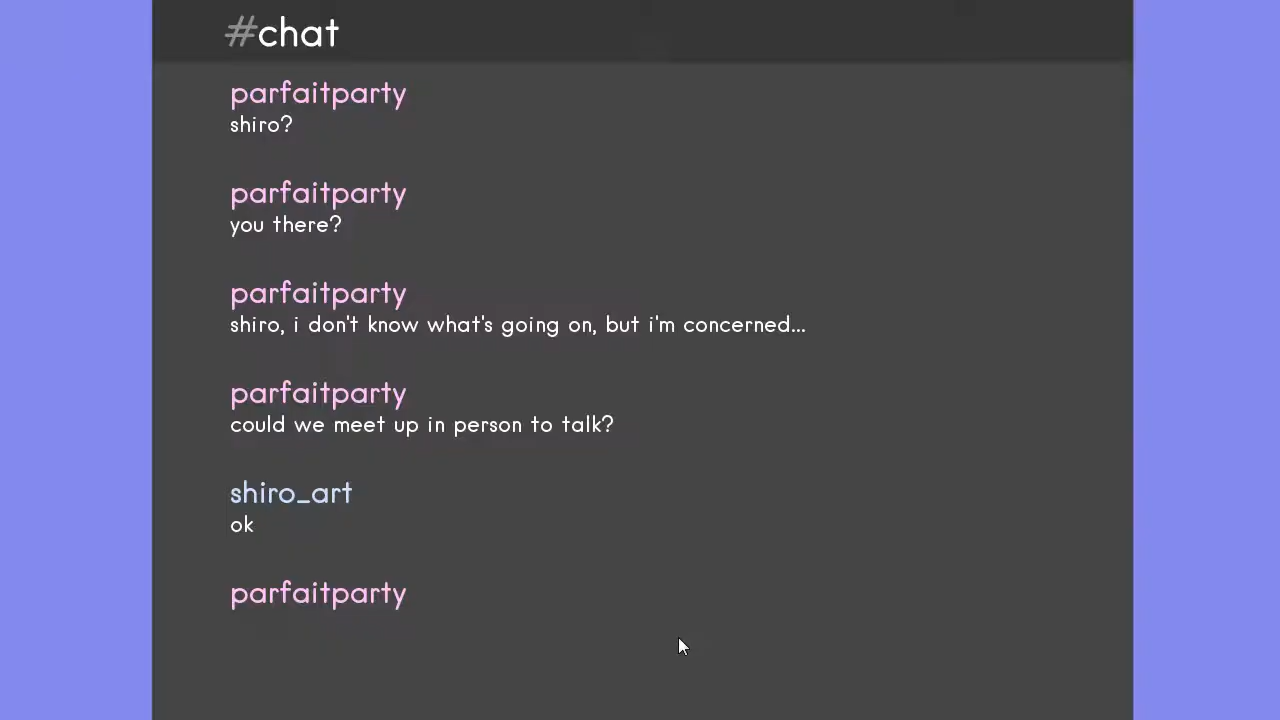 #chat
parfaitparty
shiro?
parfaitparty
you there?
parfaitparty
shiro, i don't know what's going on, but i'm concerned...
parfaitparty
could we meet up in person to talk?
shiro_art
ok
parfaitparty